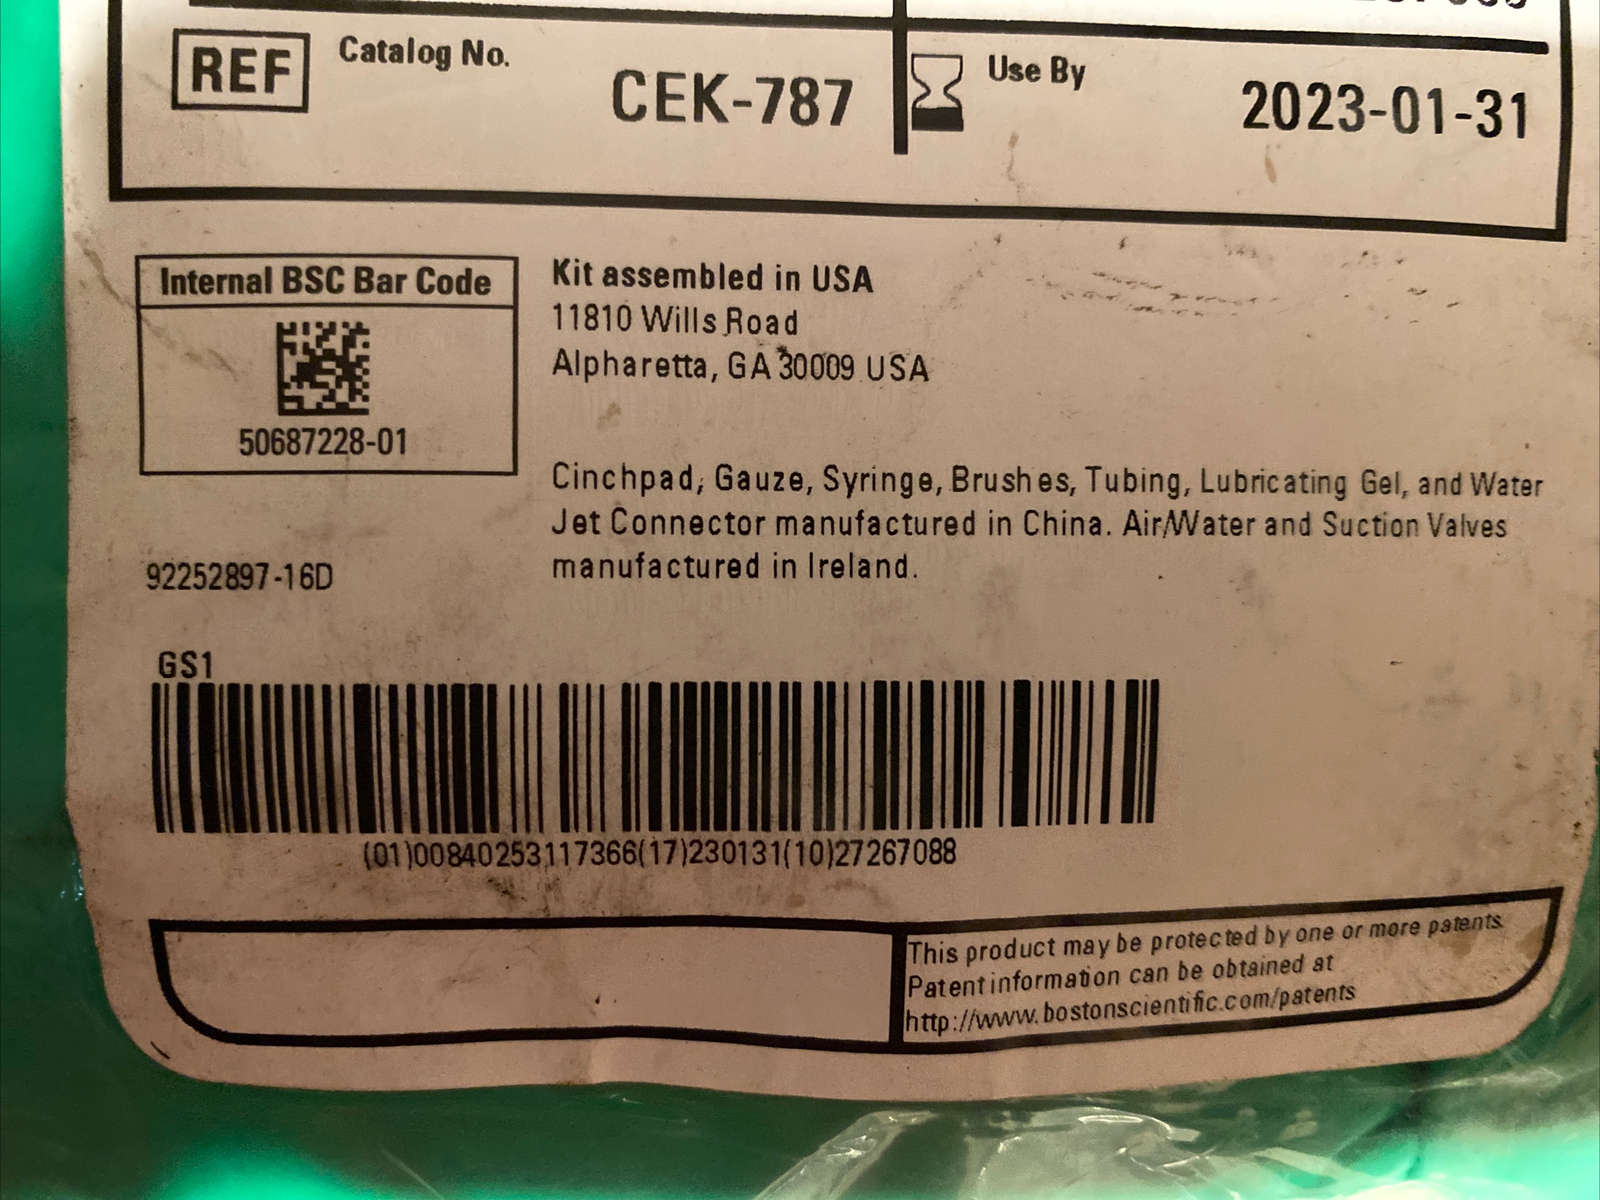 REF Catalog No. CEK-787
Use By 2023-01-31
Internal BSC Bar Code
50687228-01
Kit assembled in USA
11810 Wills Road
Alpharetta, GA 30009 USA
Cinchpad, Gauze, Syringe, Brushes, Tubing, Lubricating Gel, and Water
Jet Connector manufactured in China. Air/Water and Suction Valves
manufactured in Ireland.
92252897-16D
GS1
(01)00840253117366(17)230131(10)27267088
This product may be protected by one or more patents.
Patent information can be obtained at
http://www.bostonscientific.com/patents